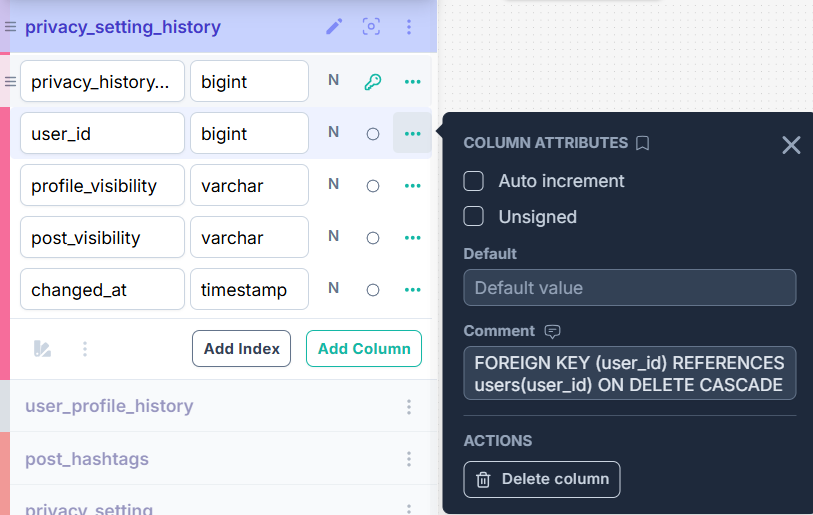 privacy_setting_history
privacy_history... bigint N
user_id bigint N
profile_visibility varchar N
post_visibility varchar N
changed_at timestamp N
Add Index Add Column
user_profile_history
post_hashtags
privacy_setting
COLUMN ATTRIBUTES
Auto increment
Unsigned
Default
Default value
Comment
FOREIGN KEY (user_id) REFERENCES
users(user_id) ON DELETE CASCADE
ACTIONS
Delete column